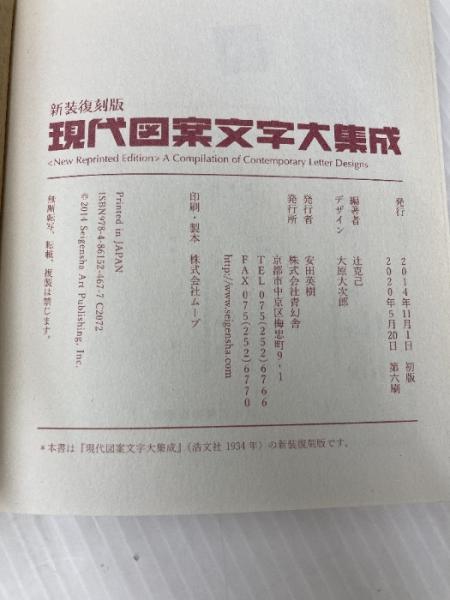 新装復刻版
現代図案文字大集成
<New Reprinted Edition> A Compilation of Contemporary Letter Designs
発行 2014年11月1日 初版
2020年5月20日 第六刷
編著者 辻克己
デザイン 大原大次郎
発行者 安田英樹
発行所 株式会社青幻舎
京都市中京区梅忠町9-1
TEL 075(252)6766
FAX 075(252)6770
http://www.seigensha.com
印刷・製本 株式会社ムーブ
Printed in JAPAN
ISBN978-4-86152-467-7 C2072
©2014 Seigensha Art Publishing, Inc.
無断転写、転載、複製は禁じます。
*本書は『現代図案文字大集成』(浩文社 1934年)の新装復刻版です。